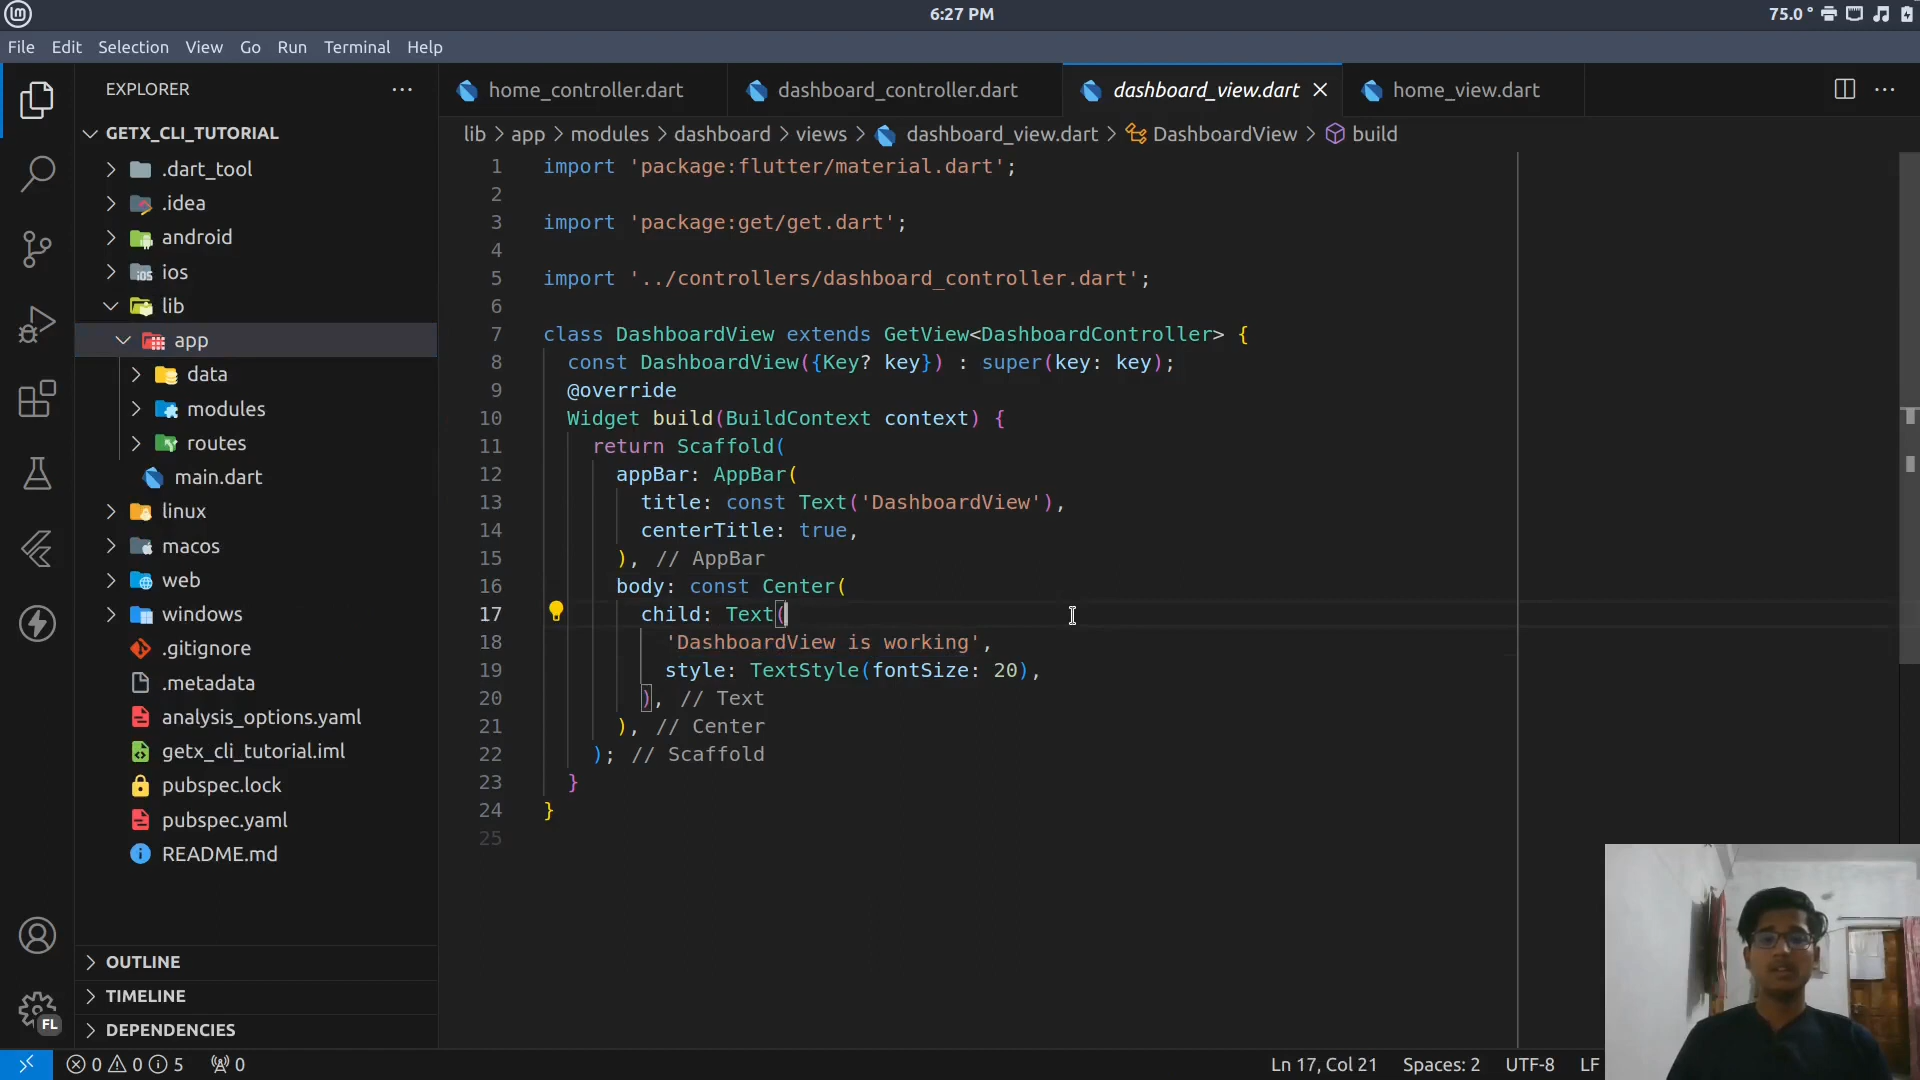 6:27 PM
75.0 °
File Edit Selection View Go Run Terminal Help
EXPLORER
GETX_CLI_TUTORIAL
.dart_tool
.idea
android
ios
lib
app
data
modules
routes
main.dart
linux
macos
web
windows
.gitignore
.metadata
analysis_options.yaml
getx_cli_tutorial.iml
pubspec.lock
pubspec.yaml
README.md
OUTLINE
TIMELINE
DEPENDENCIES
FL
home_controller.dart dashboard_controller.dart dashboard_view.dart home_view.dart
lib > app > modules > dashboard > views > dashboard_view.dart > DashboardView > build
1 import 'package:flutter/material.dart';
2
3 import 'package:get/get.dart';
4
5 import '../controllers/dashboard_controller.dart';
6
7 class DashboardView extends GetView<DashboardController> {
8 const DashboardView({Key? key}) : super(key: key);
9 @override
10 Widget build(BuildContext context) {
11 return Scaffold(
12 appBar: AppBar(
13 title: const Text('DashboardView'),
14 centerTitle: true,
15 ), // AppBar
16 body: const Center(
17 child: Text(
18 'DashboardView is working',
19 style: TextStyle(fontSize: 20),
20 ), // Text
21 ), // Center
22 ); // Scaffold
23 }
24 }
25
0 0 5 0
Ln 17, Col 21 Spaces: 2 UTF-8 LF